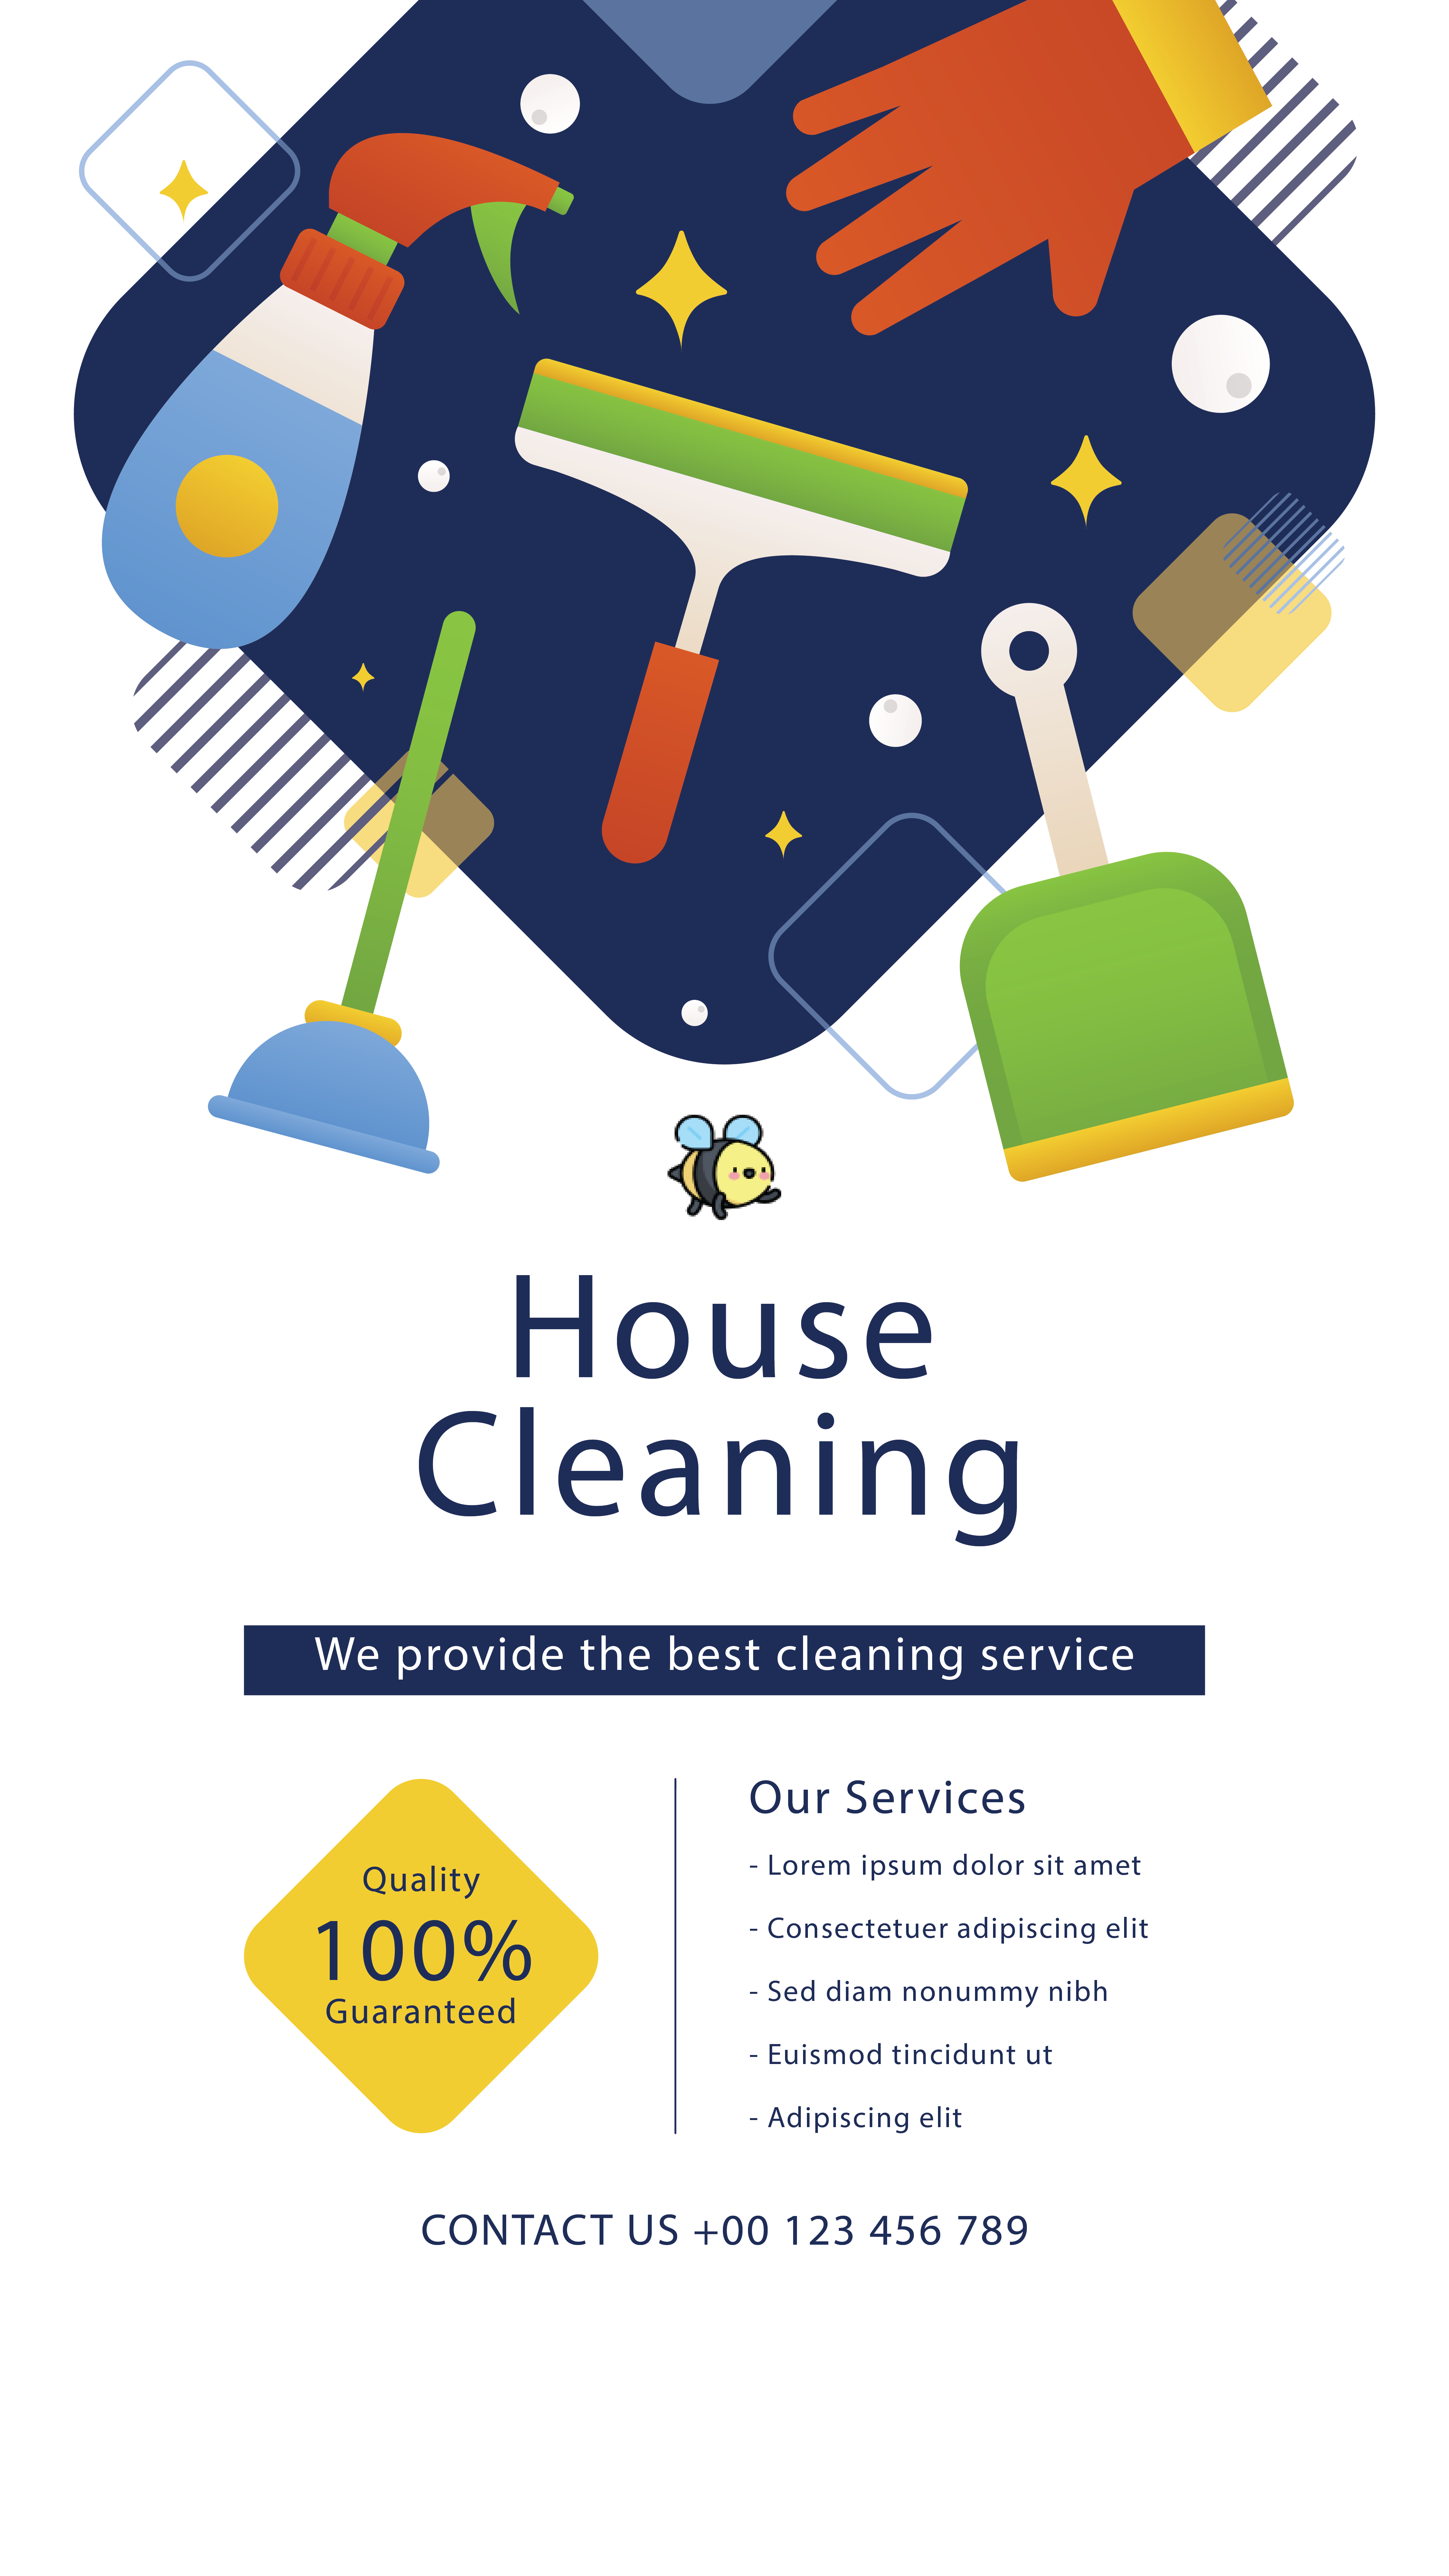 House
Cleaning
We provide the best cleaning service
Quality
100%
Guaranteed
Our Services
- Lorem ipsum dolor sit amet
- Consectetuer adipiscing elit
- Sed diam nonummy nibh
- Euismod tincidunt ut
- Adipiscing elit
CONTACT US +00 123 456 789